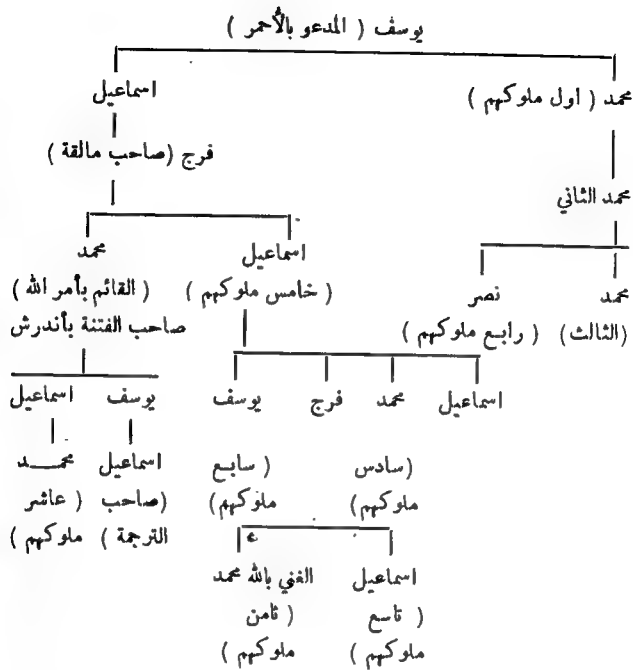 يوسف ( المدعو بالأحمر )
محمد ( اول ملوكهم ) اسماعيل
فرج (صاحب مالقة )
محمد الثاني
اسماعيل محمد
محمد نصر ( خامس ملوكهم ) ( القائم بأمر الله )
(الثالث) ( رابع ملوكهم ) صاحب الفتنة بأندرش
اسماعيل محمد فرج يوسف يوسف اسماعيل
(سادس ( سابع اسماعيل محمد
ملوكهم) ملوكهم) (صاحب ( عاشر
الترجمة ) ملوكهم )
اسماعيل الغني بالله محمد
( تاسع ( ثامن
ملوكهم ) ملوكهم )